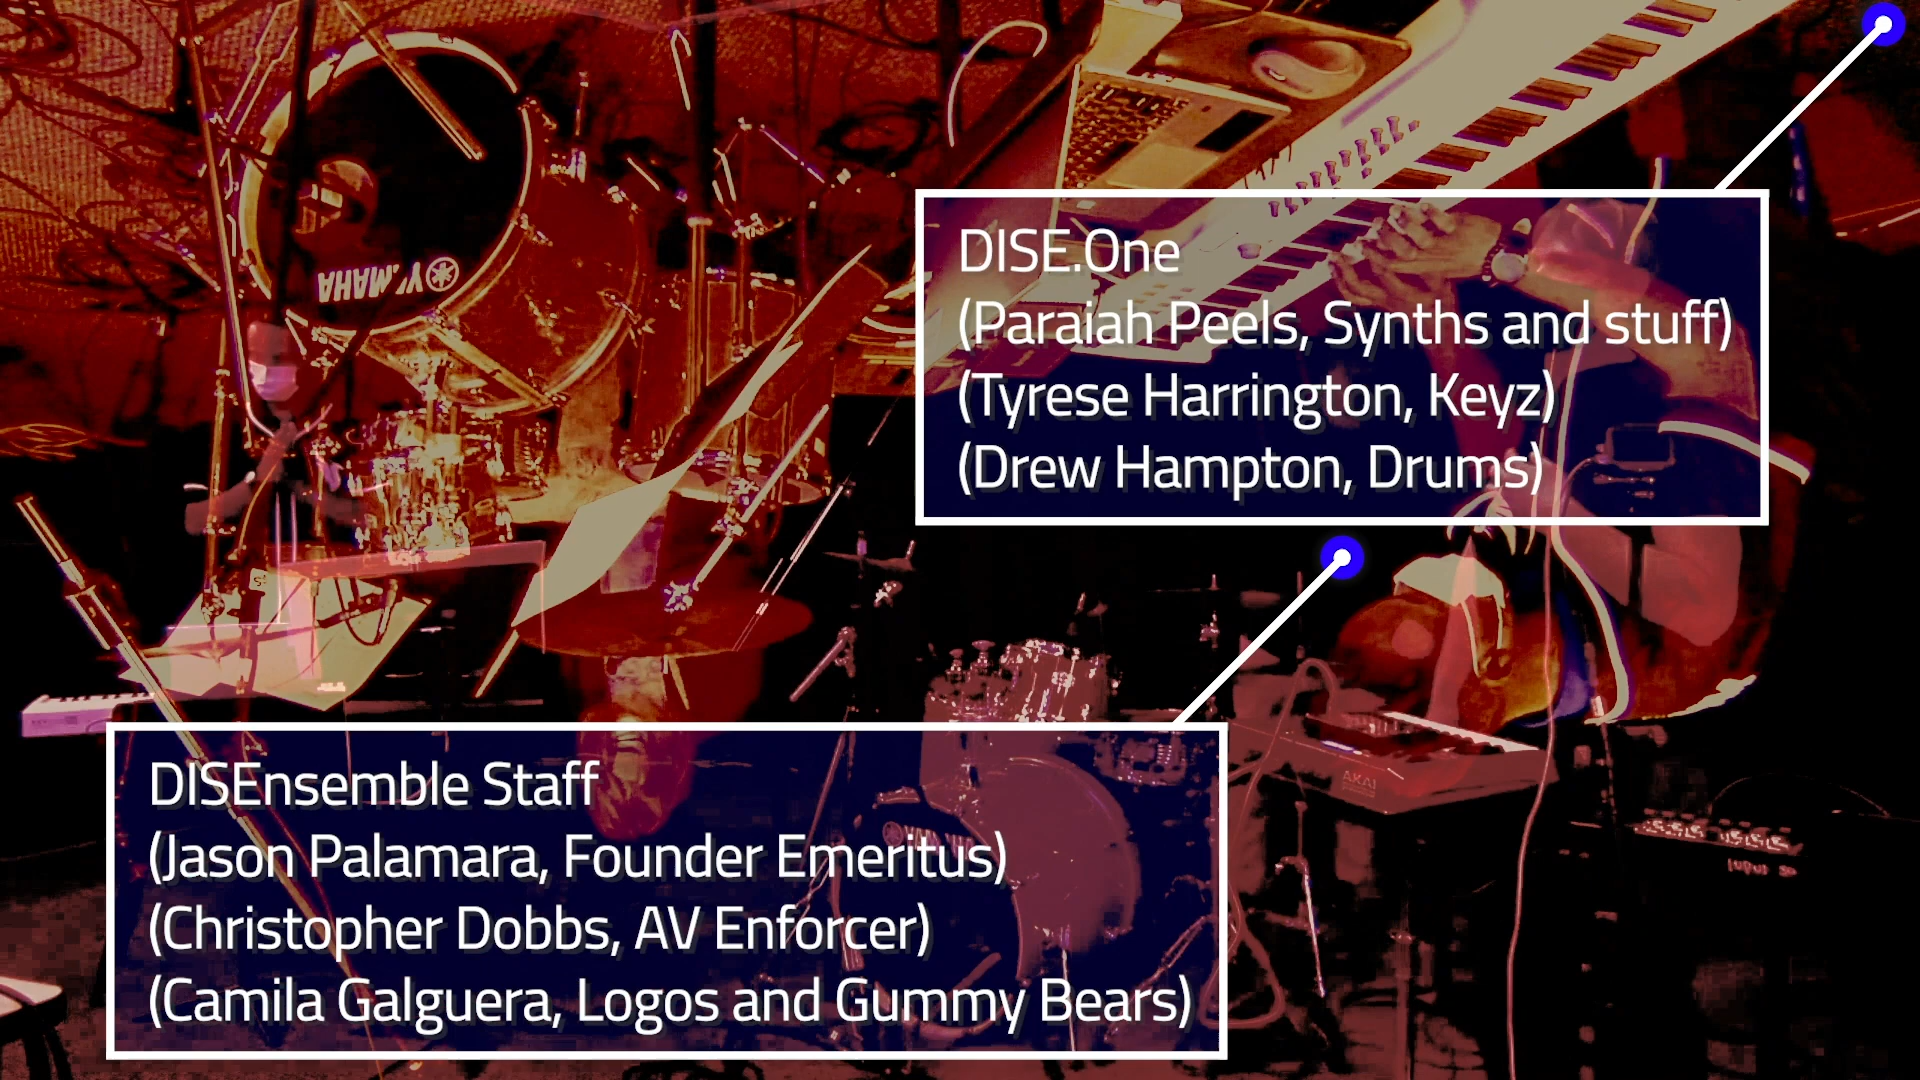 DISE.One
(Paraiah Peels, Synths and stuff)
(Tyrese Harrington, Keyz)
(Drew Hampton, Drums)
YAMAHA
DISEnsemble Staff
(Jason Palamara, Founder Emeritus)
(Christopher Dobbs, AV Enforcer)
(Camila Galguera, Logos and Gummy Bears)
AKAI